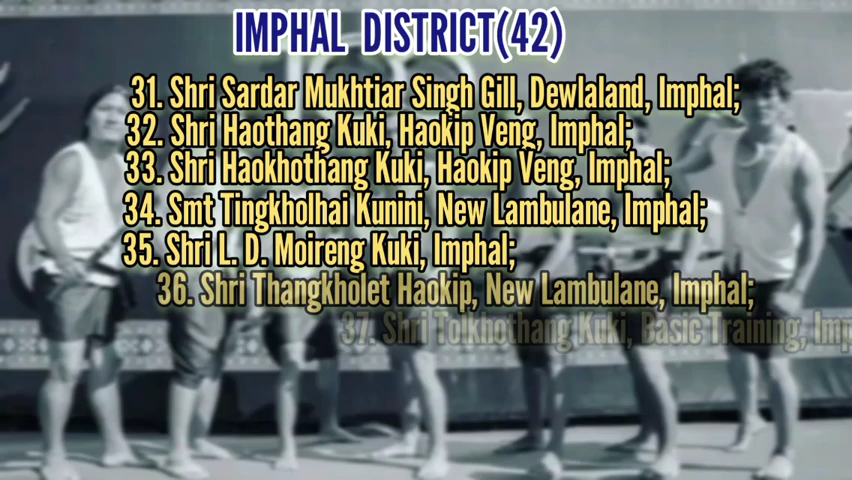 IMPHAL DISTRICT(42)
31. Shri Sardar Mukhtiar Singh Gill, Dewlaland, Imphal;
32. Shri Haothang Kuki, Haokip Veng, Imphal;
33. Shri Haokhothang Kuki, Haokip Veng, Imphal;
34. Smt Tingkholhai Kunini, New Lambulane, Imphal;
35. Shri L. D. Moireng Kuki, Imphal;
36. Shri Thangkholet Haokip, New Lambulane, Imphal;
37. Shri Tolkhothang Kuki, Basic Training, Imp